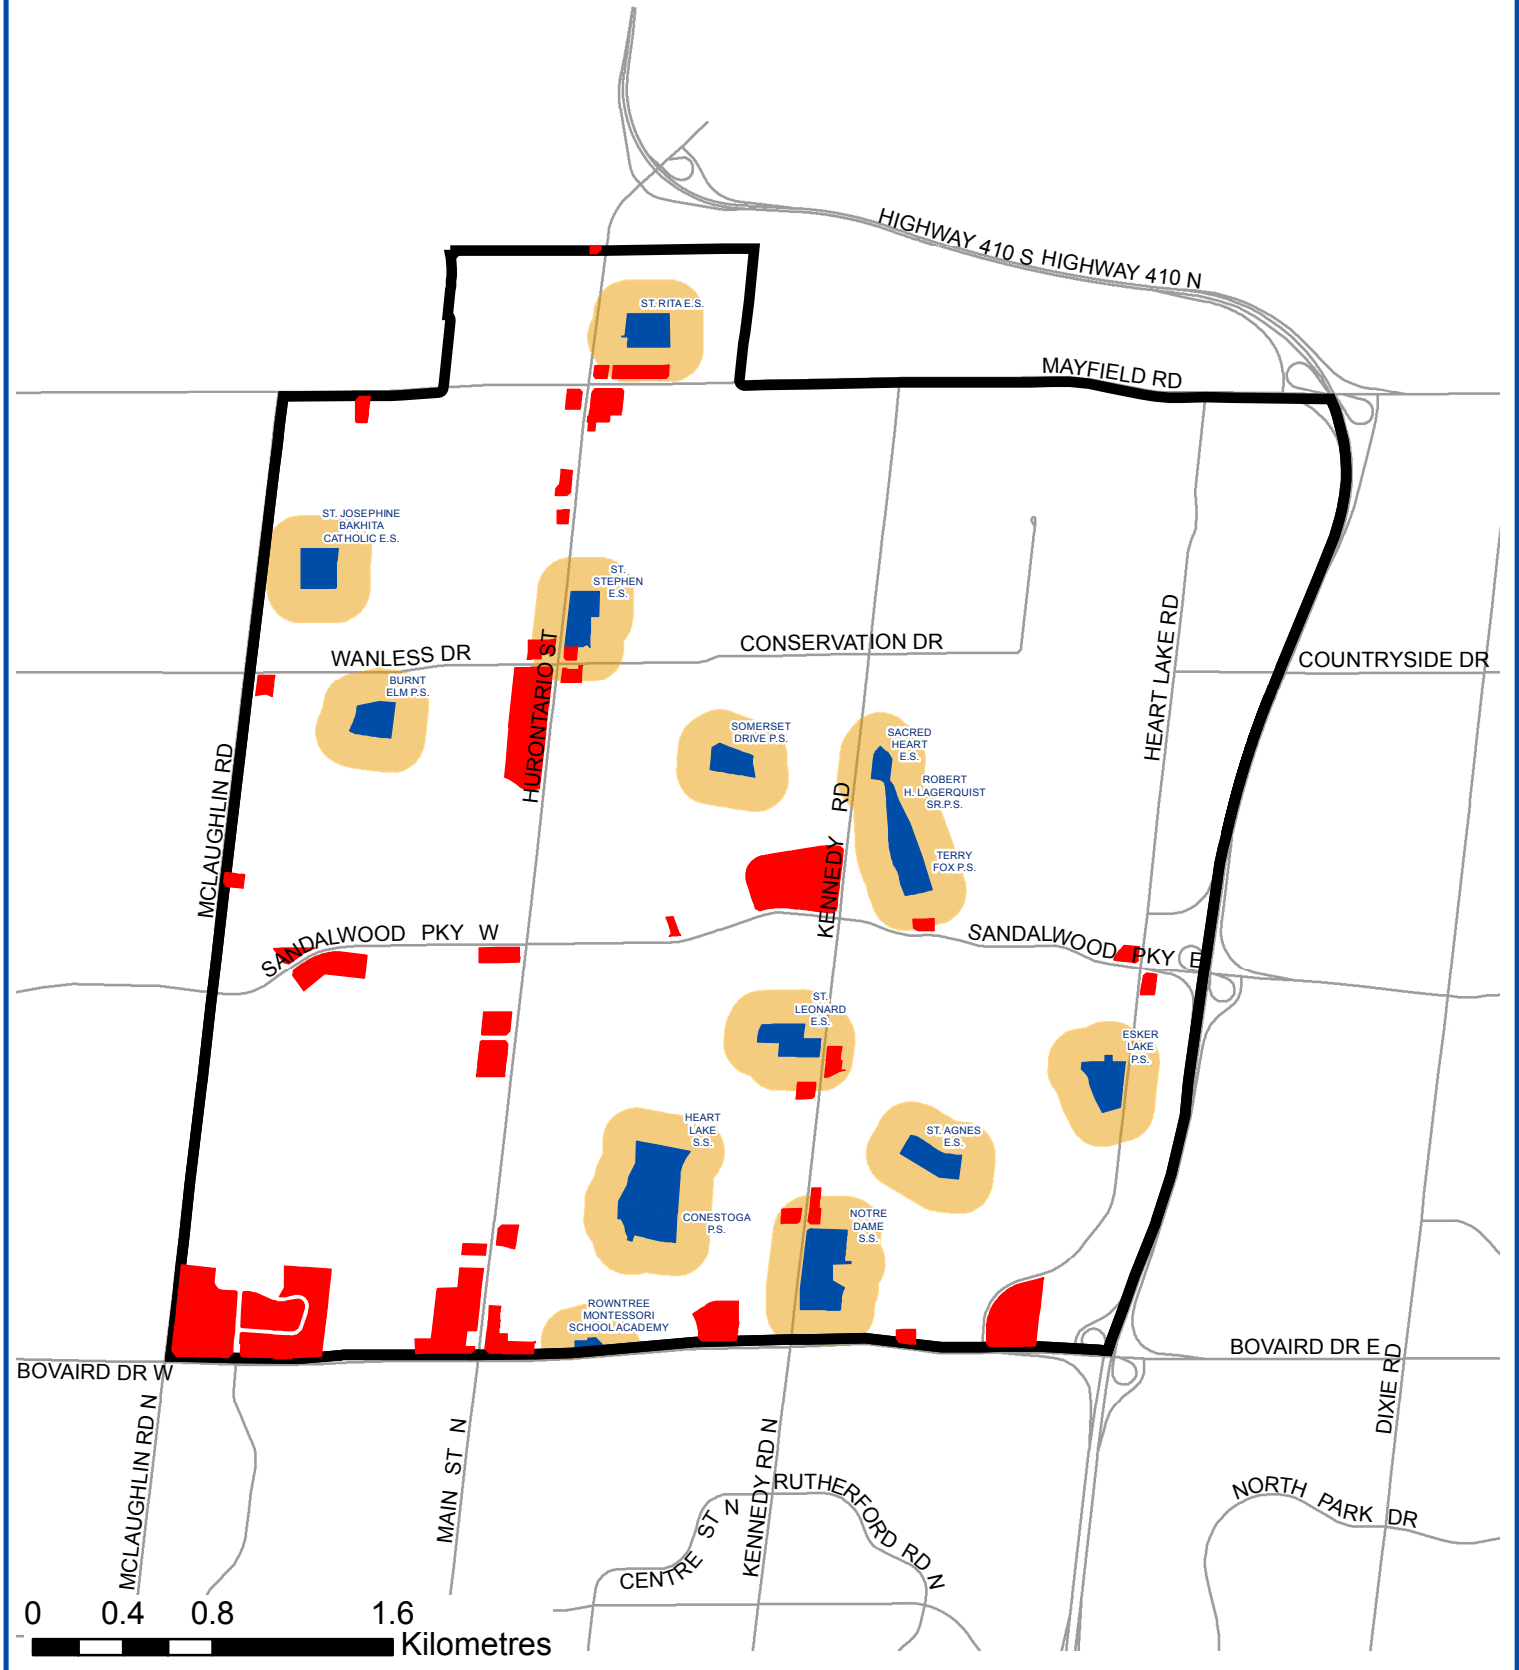 HIGHWAY 410 S HIGHWAY 410 N
ST. RITA E.S.
MAYFIELD RD
ST. JOSEPHINE
BAKHITA
CATHOLIC E.S.
ST.
STEPHEN
E.S.
WANLESS DR
CONSERVATION DR
COUNTRYSIDE DR
HEART LAKE RD
HURONTARIO ST
BURNT
ELM P.S.
SOMERSET
DRIVE P.S.
SACRED
HEART
E.S.
ROBERT
H. LAGERQUIST
SR.P.S.
TERRY
FOX P.S.
MCLAUGHLIN RD
KENNEDY RD
SANDALWOOD PKY W
SANDALWOOD PKY E
ST.
LEONARD
E.S.
ESKER
LAKE
P.S.
HEART
LAKE
S.S.
ST. AGNES
E.S.
CONESTOGA
P.S.
NOTRE
DAME
S.S.
ROWNTREE
MONTESSORI
SCHOOL ACADEMY
BOVAIRD DR W
BOVAIRD DR E
DIXIE RD
MCLAUGHLIN RD N
MAIN ST N
KENNEDY RD N
CENTRE ST N
RUTHERFORD RD N
NORTH PARK DR
0 0.4 0.8 1.6
Kilometres